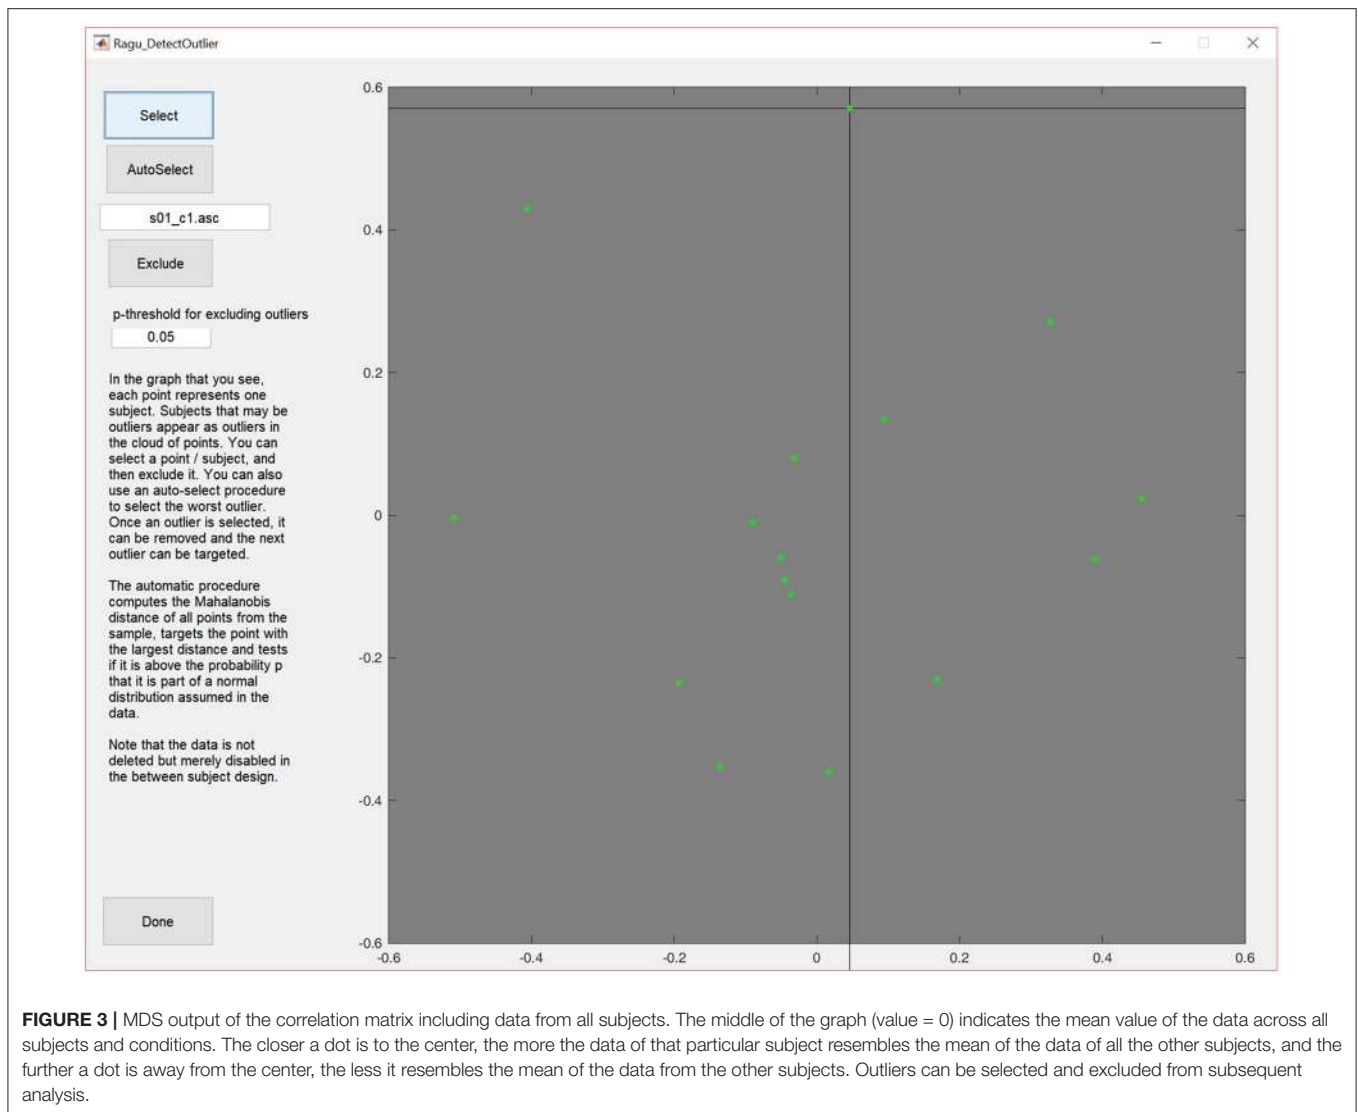 Ragu_DetectOutlier
Select
AutoSelect
s01_c1.asc
Exclude
p-threshold for excluding outliers
0.05
In the graph that you see,
each point represents one
subject. Subjects that may be
outliers appear as outliers in
the cloud of points. You can
select a point / subject, and
then exclude it. You can also
use an auto-select procedure
to select the worst outlier.
Once an outlier is selected, it
can be removed and the next
outlier can be targeted.
The automatic procedure
computes the Mahalanobis
distance of all points from the
sample, targets the point with
the largest distance and tests
if it is above the probability p
that it is part of a normal
distribution assumed in the
data.
Note that the data is not
deleted but merely disabled in
the between subject design.
Done
0.6
0.4
0.2
0
-0.2
-0.4
-0.6
-0.6 -0.4 -0.2 0 0.2 0.4 0.6
FIGURE 3 | MDS output of the correlation matrix including data from all subjects. The middle of the graph (value = 0) indicates the mean value of the data across all
subjects and conditions. The closer a dot is to the center, the more the data of that particular subject resembles the mean of the data of all the other subjects, and the
further a dot is away from the center, the less it resembles the mean of the data from the other subjects. Outliers can be selected and excluded from subsequent
analysis.